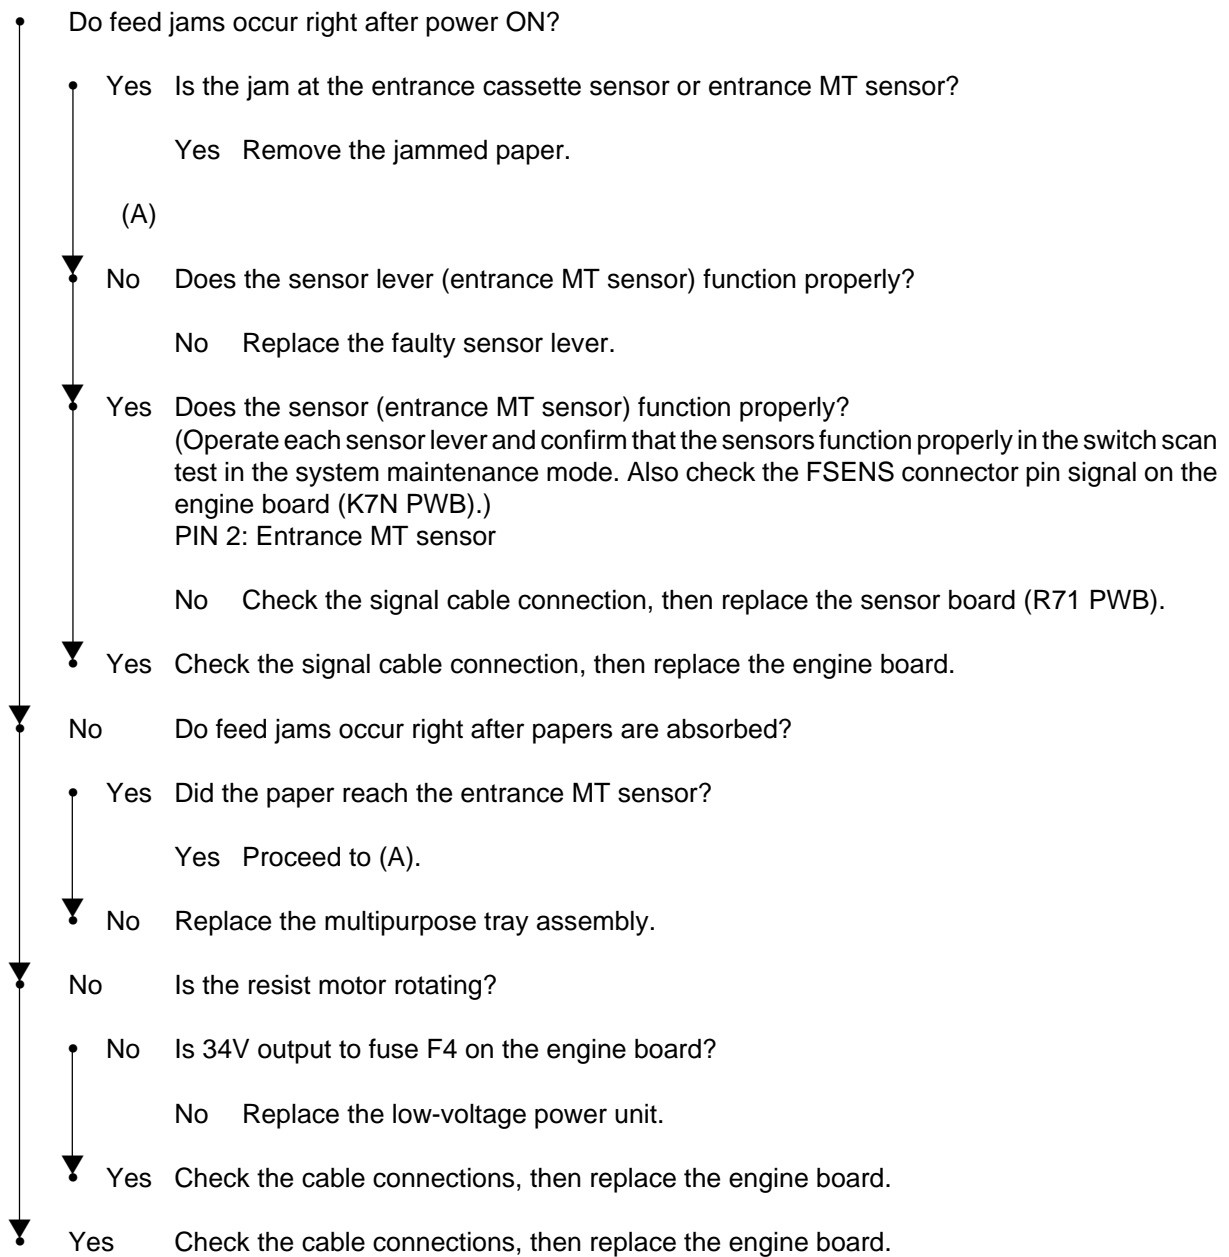 Do feed jams occur right after power ON?
Yes Is the jam at the entrance cassette sensor or entrance MT sensor?
Yes Remove the jammed paper.
(A)
No Does the sensor lever (entrance MT sensor) function properly?
No Replace the faulty sensor lever.
Yes Does the sensor (entrance MT sensor) function properly?
(Operate each sensor lever and confirm that the sensors function properly in the switch scan
test in the system maintenance mode. Also check the FSENS connector pin signal on the
engine board (K7N PWB).)
PIN 2: Entrance MT sensor
No Check the signal cable connection, then replace the sensor board (R71 PWB).
Yes Check the signal cable connection, then replace the engine board.
No Do feed jams occur right after papers are absorbed?
Yes Did the paper reach the entrance MT sensor?
Yes Proceed to (A).
No Replace the multipurpose tray assembly.
No Is the resist motor rotating?
No Is 34V output to fuse F4 on the engine board?
No Replace the low-voltage power unit.
Yes Check the cable connections, then replace the engine board.
Yes Check the cable connections, then replace the engine board.